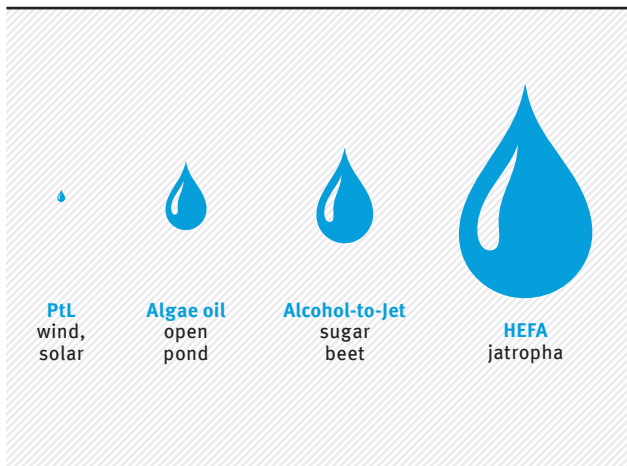 PtL
wind,
solar
Algae oil
open
pond
Alcohol-to-Jet
sugar
beet
HEFA
jatropha